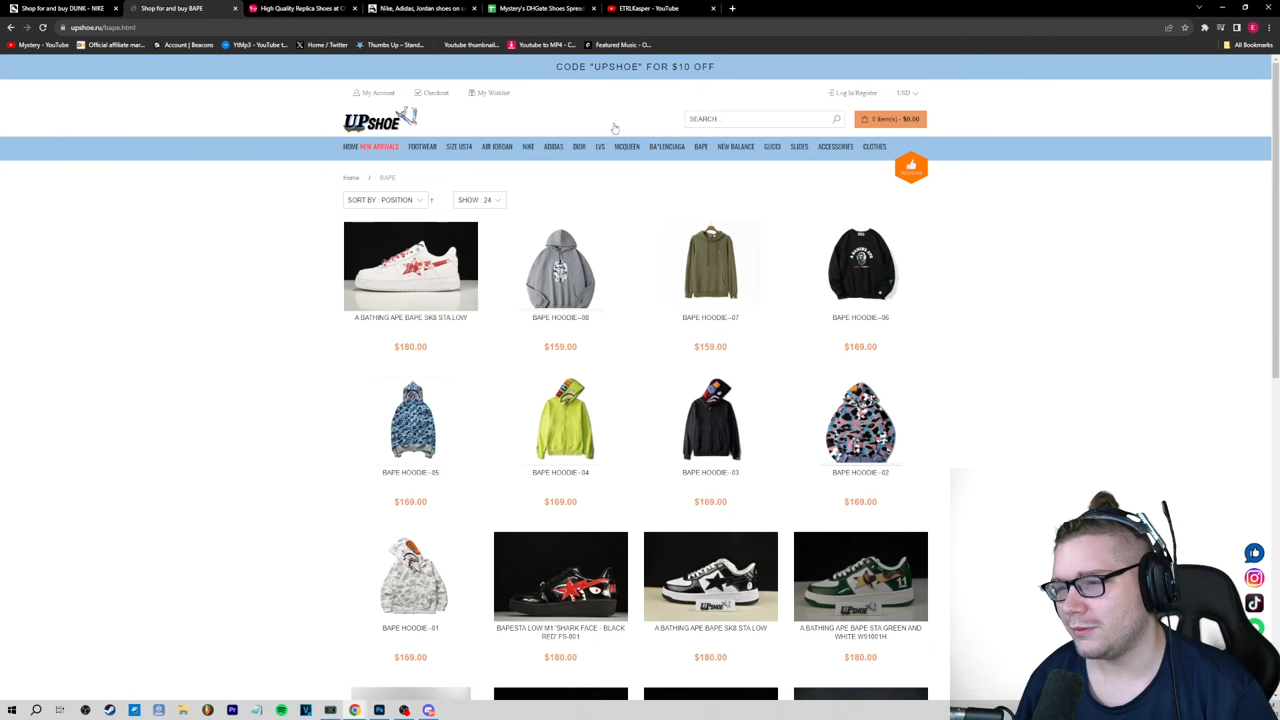 Shop for and buy DUNK – NIKE
Shop for and buy BAPE
High Quality Replica Shoes at C
Nike, Adidas, Jordan shoes on s
Mystery's DHGate Shoes Spread
ETRLKasper - YouTube
upshoe.ru/bape.html
Mystery - YouTube
Official affiliate mar...
Account | Beacons
YtMp3 - YouTube t...
Home / Twitter
Thumbs Up – Stand...
Youtube thumbnail...
YouTube to MP4 - C...
Featured Music - O...
All Bookmarks
CODE "UPSHOE" FOR $10 OFF
My Account Checkout My Wishlist Log In/Register USD
UPSHOE
SEARCH...
0 item(s) - $0.00
HOME NEW ARRIVALS FOOTWEAR SIZE US14 AIR JORDAN NIKE ADIDAS DIOR LVS MCQUEEN BA*LENCIAGA BAPE NEW BALANCE GUCCI SLIDES ACCESSORIES CLOTHES
REVIEWS
Home / BAPE
SORT BY : POSITION
SHOW : 24
A BATHING APE BAPE SK8 STA LOW
BAPE HOODIE--08
BAPE HOODIE--07
BAPE HOODIE--06
$180.00
$159.00
$159.00
$169.00
BAPE HOODIE--05
BAPE HOODIE--04
BAPE HOODIE--03
BAPE HOODIE--02
$169.00
$169.00
$169.00
$169.00
BAPE HOODIE--01
BAPESTA LOW M1 'SHARK FACE - BLACK
RED' FS-001
A BATHING APE BAPE SK8 STA LOW
A BATHING APE BAPE STA GREEN AND
WHITE W91001H
$169.00
$180.00
$180.00
$180.00